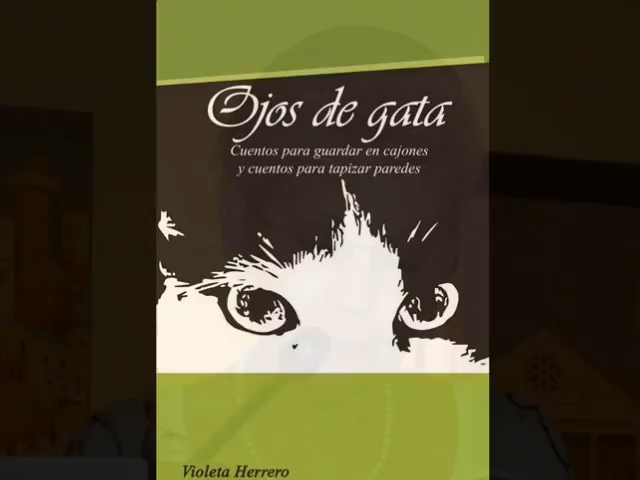 Ojos de gata
Cuentos para guardar en cajones
y cuentos para tapizar paredes
Violeta Herrero